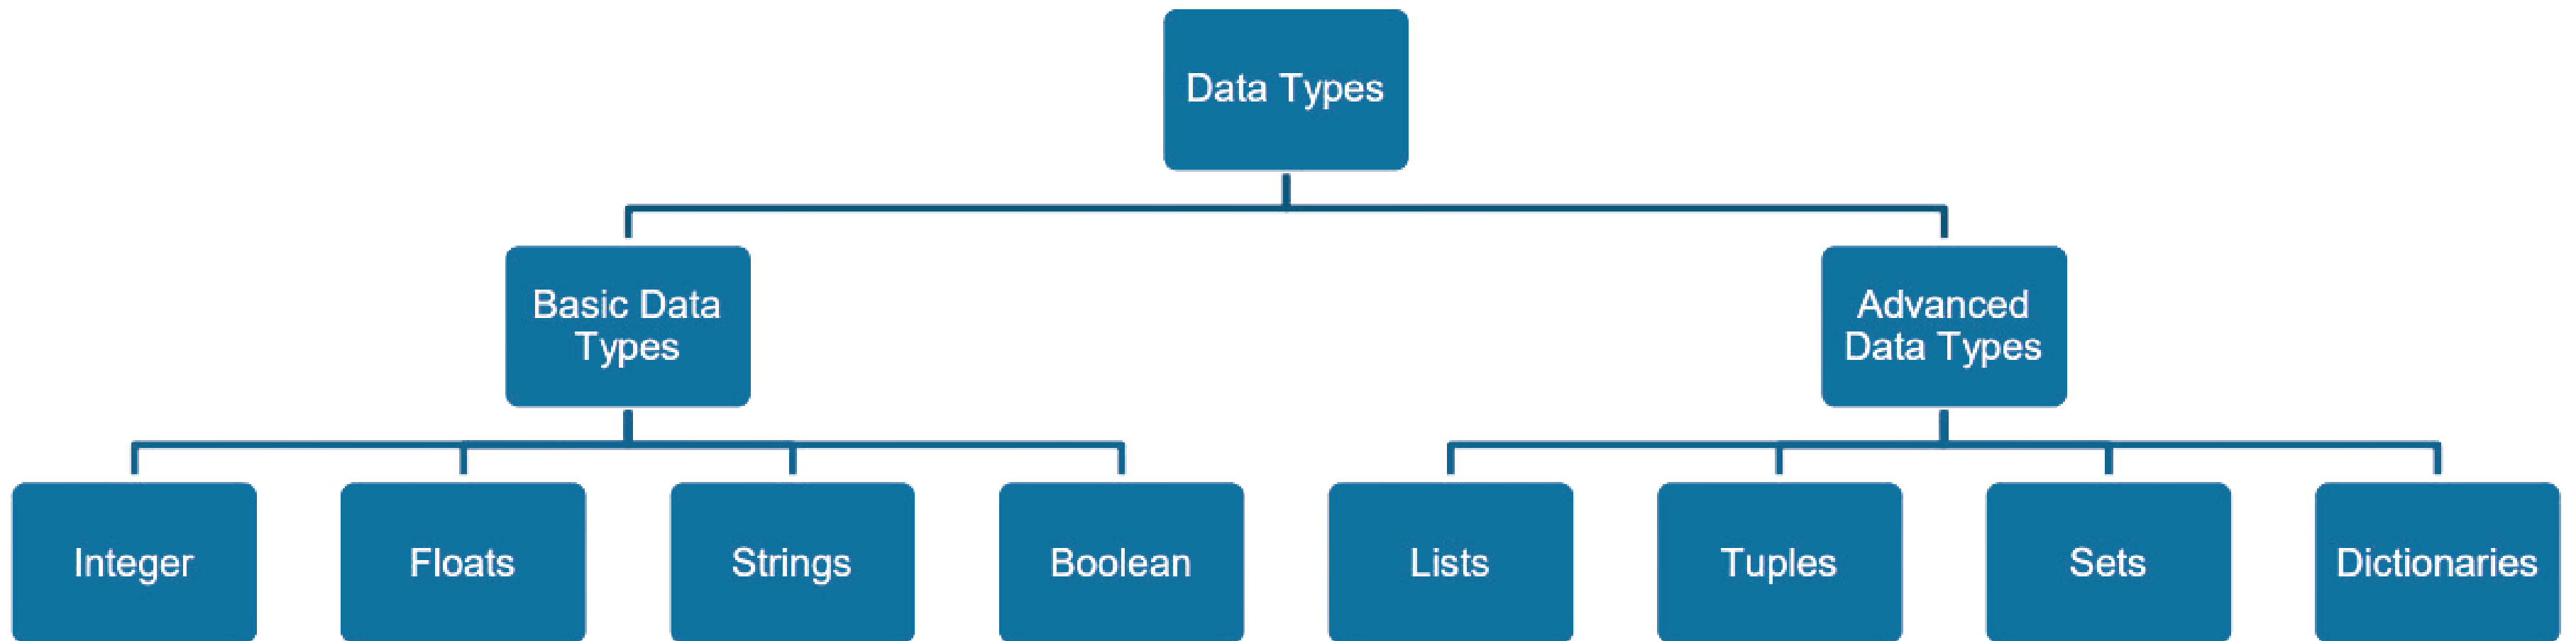 Data Types
Basic Data
Types
Advanced
Data Types
Integer
Floats
Strings
Boolean
Lists
Tuples
Sets
Dictionaries